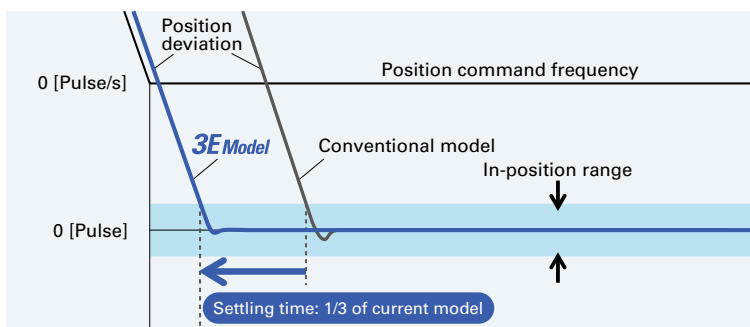 Position
deviation
0 [Pulse/s]
Position command frequency
3E Model
Conventional model
In-position range
0 [Pulse]
Settling time: 1/3 of current model